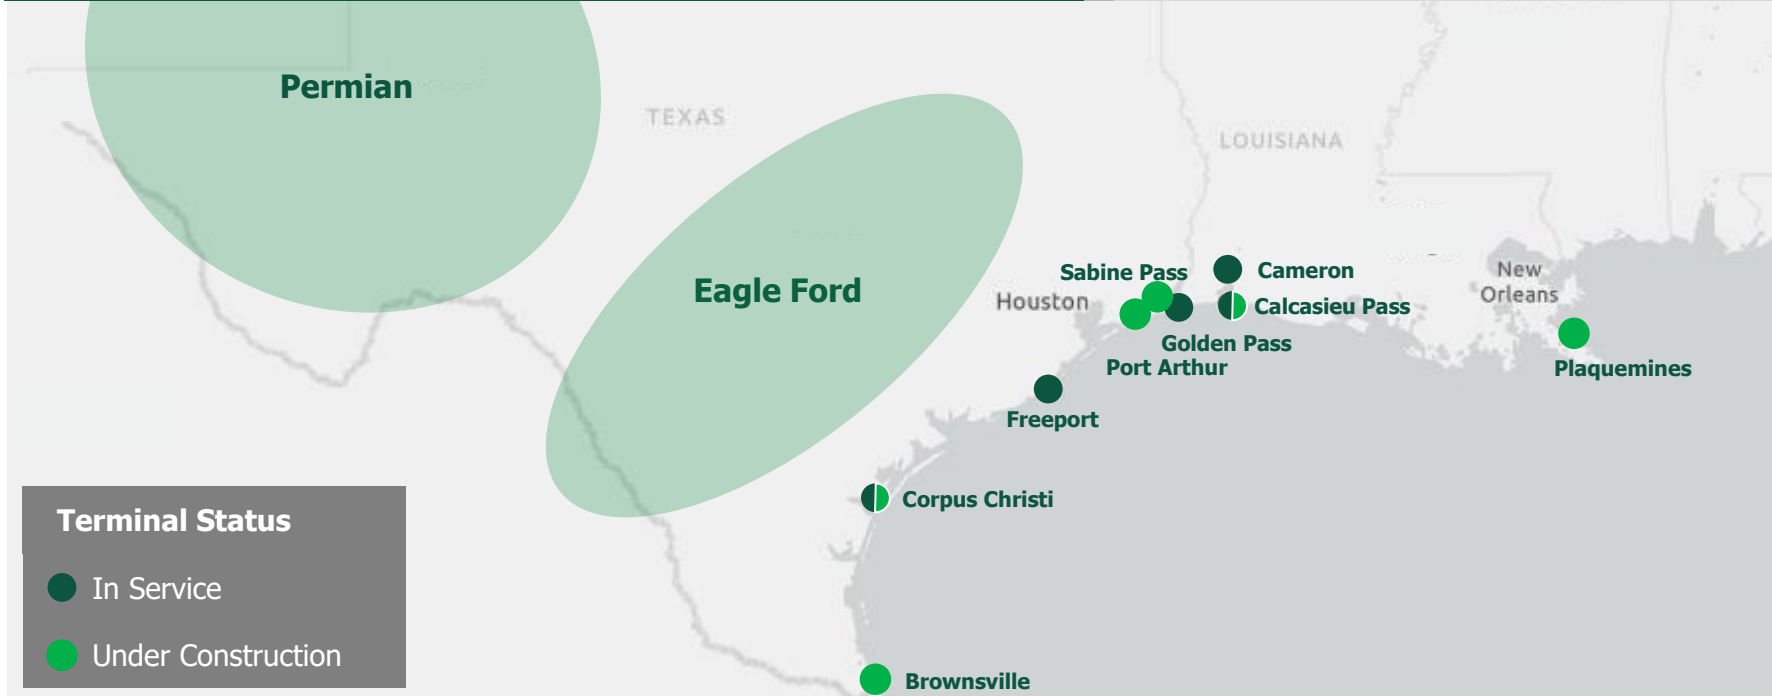 Permian
TEXAS
LOUISIANA
Eagle Ford
Sabine Pass
Cameron
New
Orleans
Houston
Calcasieu Pass
Golden Pass
Port Arthur
Plaquemines
Freeport
Corpus Christi
Terminal Status
In Service
Under Construction
Brownsville